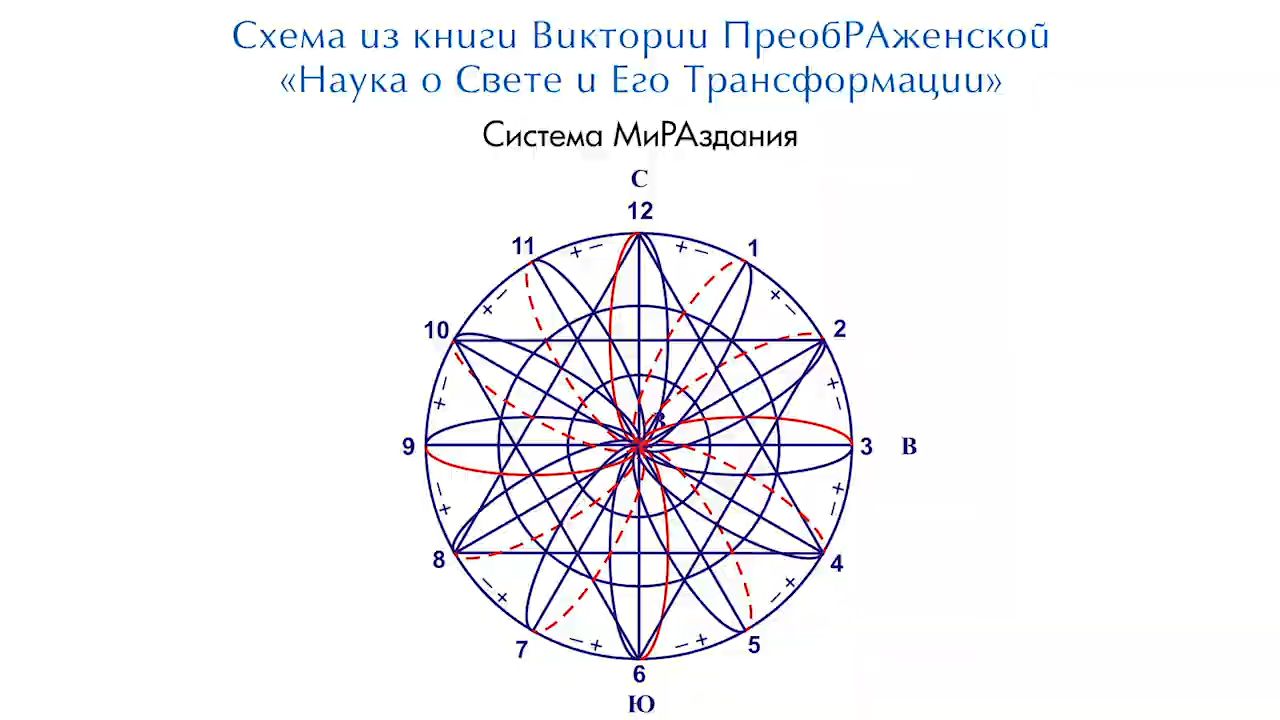 Схема из книги Виктории ПреобРАженской
«Наука о Свете и Его Трансформации»
Система МиРАздания
С
12
11 + − + − 1
+ − + −
10 2
+ − + −
9 3 В
− + + −
8 4
− + − +
7 − + − + 5
6
Ю